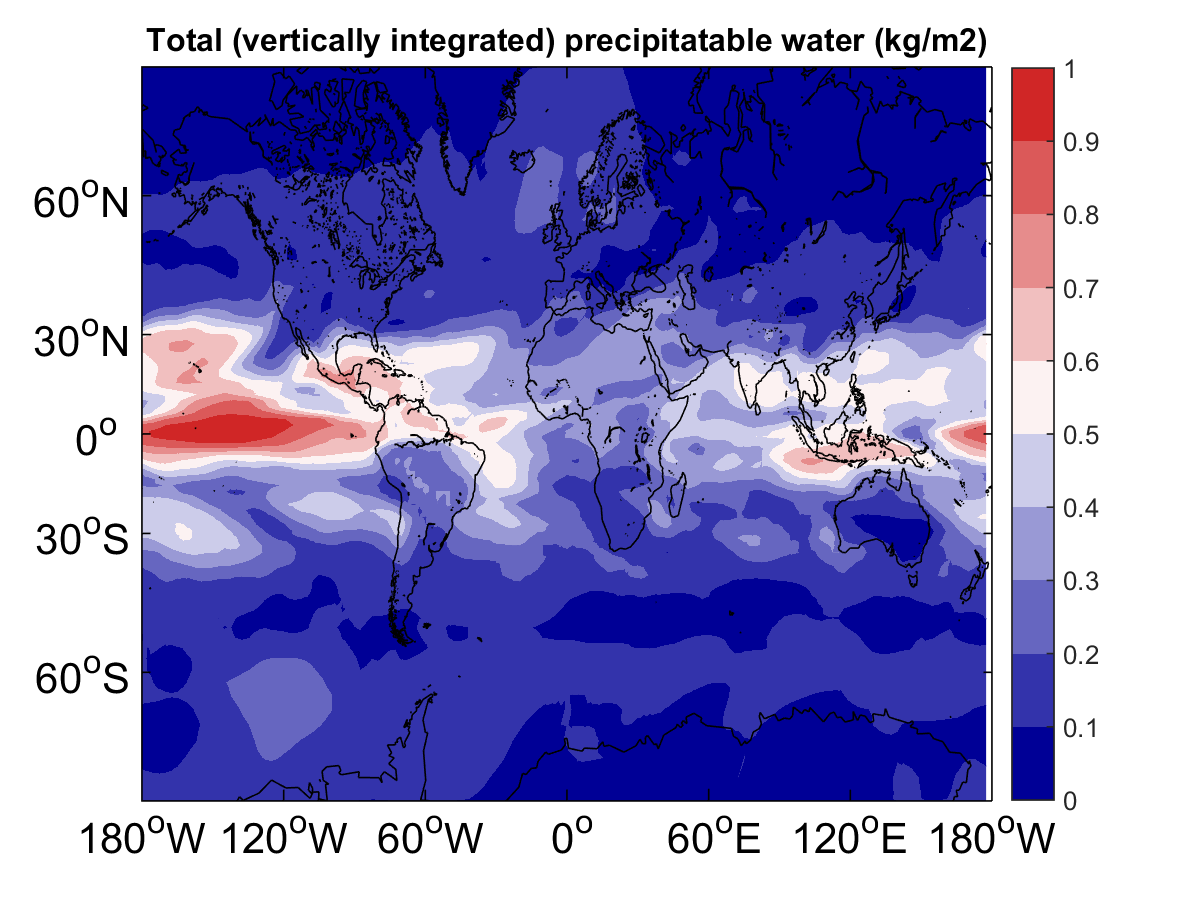 Total (vertically integrated) precipitatable water (kg/m2)
60°N
30°N
0°
30°S
60°S
180°W 120°W 60°W 0° 60°E 120°E 180°W
1
0.9
0.8
0.7
0.6
0.5
0.4
0.3
0.2
0.1
0